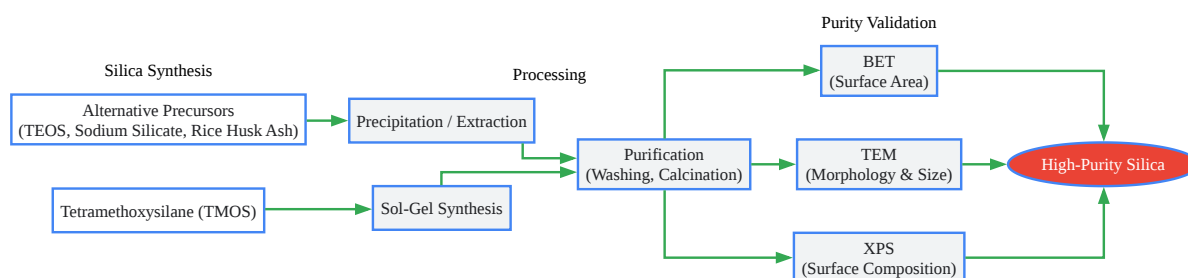 Silica Synthesis
Alternative Precursors
(TEOS, Sodium Silicate, Rice Husk Ash)
Tetramethoxysilane (TMOS)
Processing
Precipitation / Extraction
Sol-Gel Synthesis
Purification
(Washing, Calcination)
Purity Validation
BET
(Surface Area)
TEM
(Morphology & Size)
XPS
(Surface Composition)
High-Purity Silica